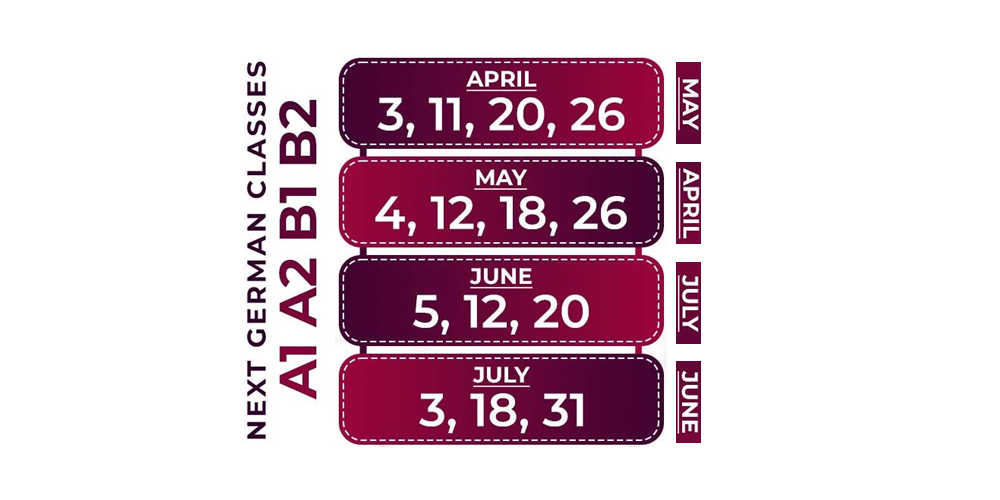 NEXT GERMAN CLASSES
A1 A2 B1 B2
APRIL
3, 11, 20, 26
MAY
4, 12, 18, 26
JUNE
5, 12, 20
JULY
3, 18, 31
MAY
APRIL
JULY
JUNE